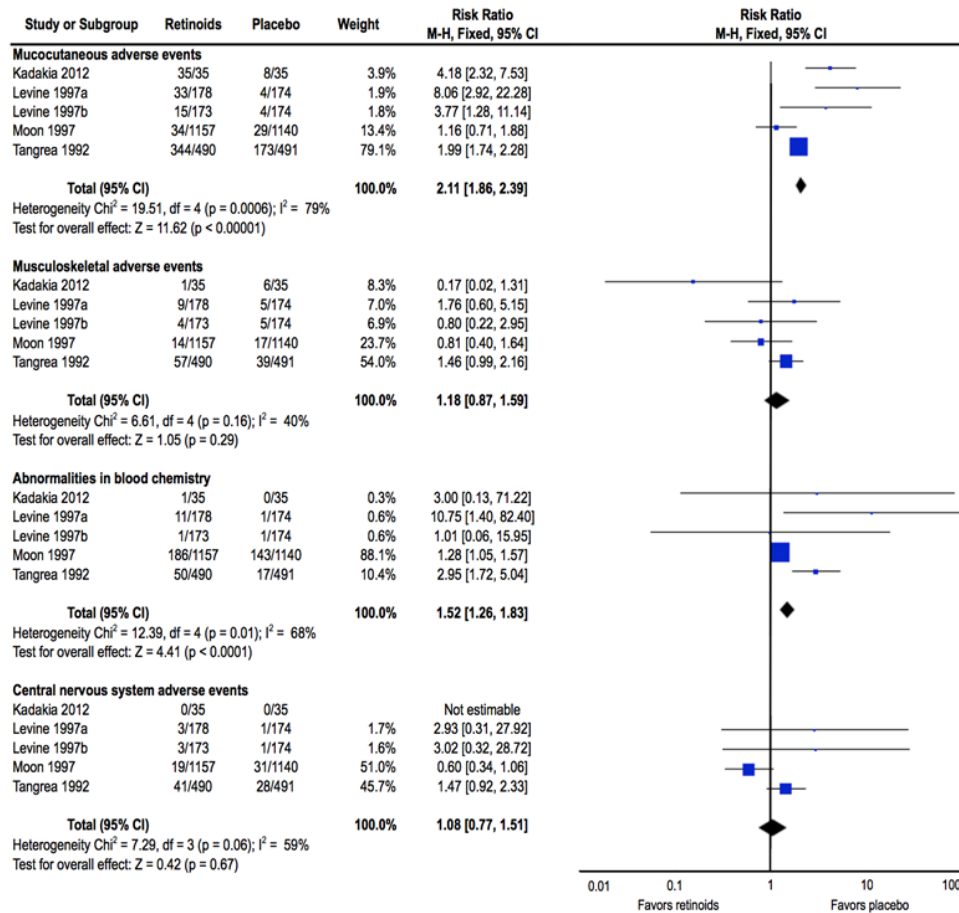 Study or Subgroup Retinoids Placebo Weight Risk Ratio M-H, Fixed, 95% CI Risk Ratio M-H, Fixed, 95% CI
Mucocutaneous adverse events
Kadakia 2012 35/35 8/35 3.9% 4.18 [2.32, 7.53]
Levine 1997a 33/178 4/174 1.9% 8.06 [2.92, 22.28]
Levine 1997b 15/173 4/174 1.8% 3.77 [1.28, 11.14]
Moon 1997 34/1157 29/1140 13.4% 1.16 [0.71, 1.88]
Tangrea 1992 344/490 173/491 79.1% 1.99 [1.74, 2.28]
Total (95% CI) 100.0% 2.11 [1.86, 2.39]
Heterogeneity Chi² = 19.51, df = 4 (p = 0.0006); I² = 79%
Test for overall effect: Z = 11.62 (p < 0.00001)
Musculoskeletal adverse events
Kadakia 2012 1/35 6/35 8.3% 0.17 [0.02, 1.31]
Levine 1997a 9/178 5/174 7.0% 1.76 [0.60, 5.15]
Levine 1997b 4/173 5/174 6.9% 0.80 [0.22, 2.95]
Moon 1997 14/1157 17/1140 23.7% 0.81 [0.40, 1.64]
Tangrea 1992 57/490 39/491 54.0% 1.46 [0.99, 2.16]
Total (95% CI) 100.0% 1.18 [0.87, 1.59]
Heterogeneity Chi² = 6.61, df = 4 (p = 0.16); I² = 40%
Test for overall effect: Z = 1.05 (p = 0.29)
Abnormalities in blood chemistry
Kadakia 2012 1/35 0/35 0.3% 3.00 [0.13, 71.22]
Levine 1997a 11/178 1/174 0.6% 10.75 [1.40, 82.40]
Levine 1997b 1/173 1/174 0.6% 1.01 [0.06, 15.95]
Moon 1997 186/1157 143/1140 88.1% 1.28 [1.05, 1.57]
Tangrea 1992 50/490 17/491 10.4% 2.95 [1.72, 5.04]
Total (95% CI) 100.0% 1.52 [1.26, 1.83]
Heterogeneity Chi² = 12.39, df = 4 (p = 0.01); I² = 68%
Test for overall effect: Z = 4.41 (p < 0.0001)
Central nervous system adverse events
Kadakia 2012 0/35 0/35 Not estimable
Levine 1997a 3/178 1/174 1.7% 2.93 [0.31, 27.92]
Levine 1997b 3/173 1/174 1.6% 3.02 [0.32, 28.72]
Moon 1997 19/1157 31/1140 51.0% 0.60 [0.34, 1.06]
Tangrea 1992 41/490 28/491 45.7% 1.47 [0.92, 2.33]
Total (95% CI) 100.0% 1.08 [0.77, 1.51]
Heterogeneity Chi² = 7.29, df = 3 (p = 0.06); I² = 59%
Test for overall effect: Z = 0.42 (p = 0.67)
0.01 0.1 1 10 100
Favors retinoids Favors placebo